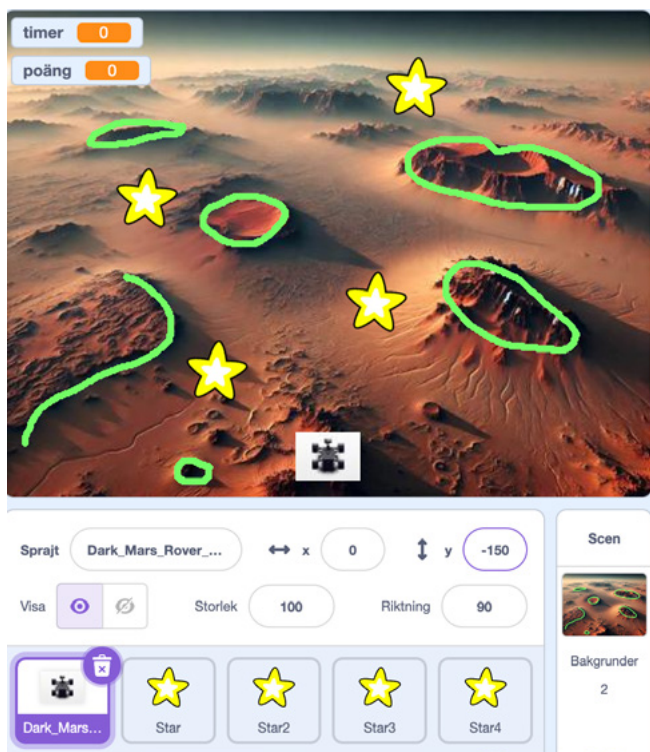 timer 0
poäng 0
Sprajt Dark_Mars_Rover_... x 0 y -150
Visa Storlek 100 Riktning 90
Scen
Bakgrunder
2
Dark_Mars... Star Star2 Star3 Star4